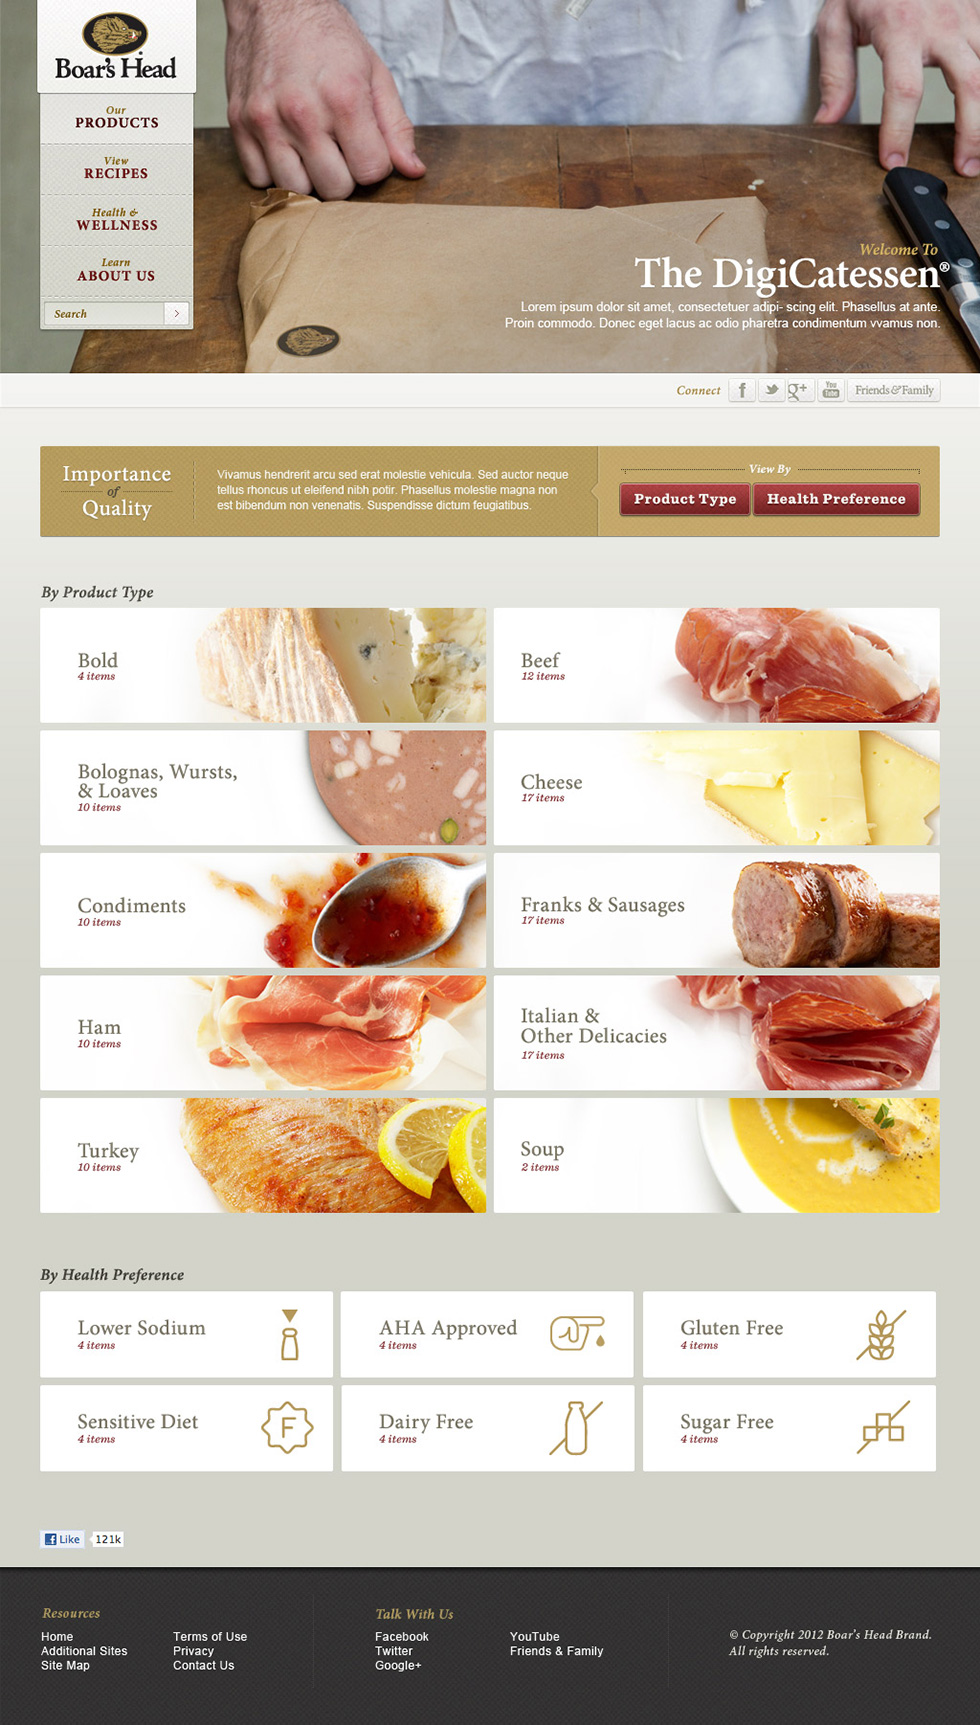 Boar's Head
Our
PRODUCTS
View
RECIPES
Health &
WELLNESS
Learn
ABOUT US
Search
Welcome To
The DigiCatessen®
Lorem ipsum dolor sit amet, consectetuer adipi- scing elit. Phasellus at ante.
Proin commodo. Donec eget lacus ac odio pharetra condimentum vvamus non.
Connect
f
g+
You
Tube
Friends & Family
Importance
of
Quality
Vivamus hendrerit arcu sed erat molestie vehicula. Sed auctor neque
tellus rhoncus ut eleifend nibh potir. Phasellus molestie magna non
est bibendum non venenatis. Suspendisse dictum feugiatibus.
View By
Product Type
Health Preference
By Product Type
Bold
4 items
Beef
12 items
Bolognas, Wursts,
& Loaves
10 items
Cheese
17 items
Condiments
10 items
Franks & Sausages
17 items
Ham
10 items
Italian &
Other Delicacies
17 items
Turkey
10 items
Soup
2 items
By Health Preference
Lower Sodium
4 items
AHA Approved
4 items
Gluten Free
4 items
Sensitive Diet
4 items
F
Dairy Free
4 items
Sugar Free
4 items
f Like 121k
Resources
Home
Additional Sites
Site Map
Terms of Use
Privacy
Contact Us
Talk With Us
Facebook
Twitter
Google+
YouTube
Friends & Family
© Copyright 2012 Boar's Head Brand.
All rights reserved.